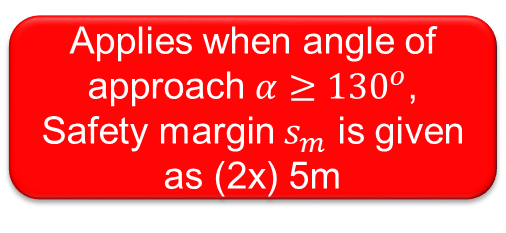 Applies when angle of
approach α ≥ 130°,
Safety margin sₘ is given
as (2x) 5m